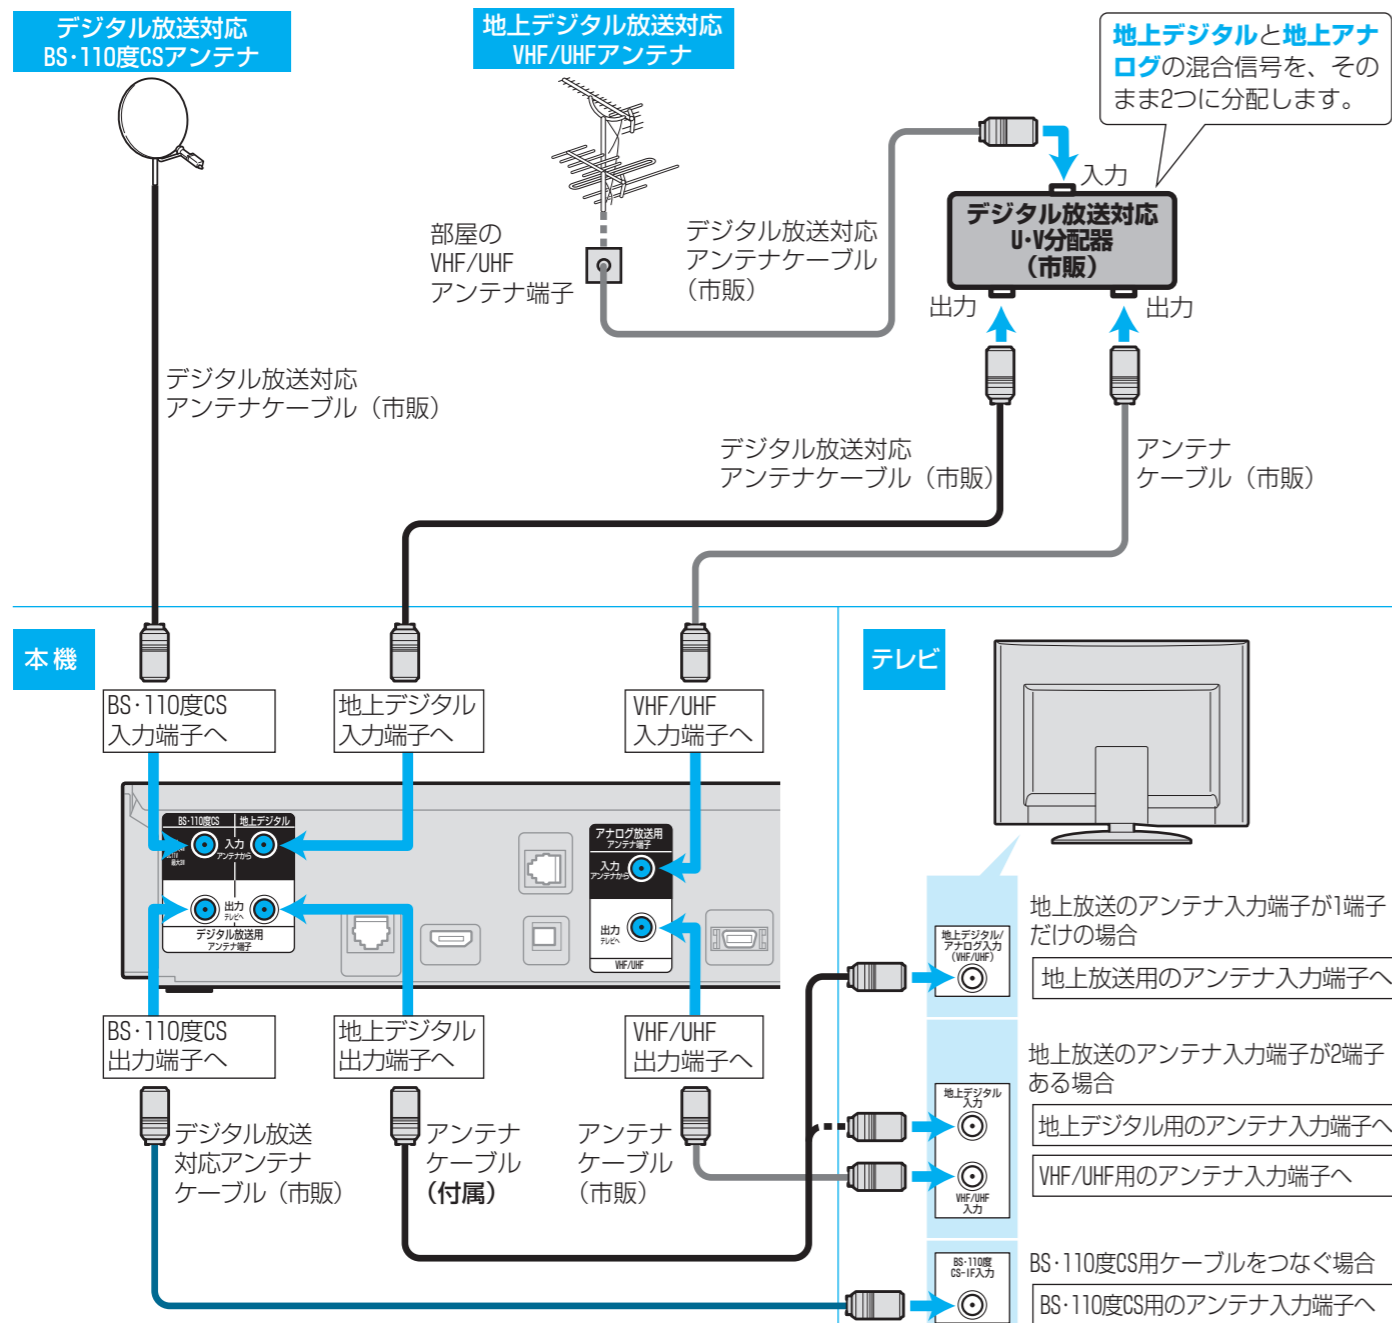 デジタル放送対応
BS･110度CSアンテナ
地上デジタル放送対応
VHF/UHFアンテナ
地上デジタルと地上アナ
ログの混合信号を、その
まま2つに分配します。
入力
デジタル放送対応
U･V分配器
（市販）
出力
出力
部屋の
VHF/UHF
アンテナ端子
デジタル放送対応
アンテナケーブル
（市販）
デジタル放送対応
アンテナケーブル（市販）
デジタル放送対応
アンテナケーブル（市販）
アンテナ
ケーブル（市販）
本機
BS･110度CS
入力端子へ
地上デジタル
入力端子へ
VHF/UHF
入力端子へ
BS･110度CS
地上デジタル
入力
アンテナから
出力
テレビへ
デジタル放送用
アンテナ端子
アナログ放送用
アンテナ端子
入力
アンテナから
出力
テレビへ
VHF/UHF
BS･110度CS
出力端子へ
地上デジタル
出力端子へ
VHF/UHF
出力端子へ
デジタル放送
対応アンテナ
ケーブル（市販）
アンテナ
ケーブル
（付属）
アンテナ
ケーブル
（市販）
テレビ
地上デジタル/
アナログ入力
(VHF/UHF)
地上放送のアンテナ入力端子が1端子
だけの場合
地上放送用のアンテナ入力端子へ
地上放送のアンテナ入力端子が2端子
ある場合
地上デジタル
入力
地上デジタル用のアンテナ入力端子へ
VHF/UHF用のアンテナ入力端子へ
VHF/UHF
入力
BS･110度
CS-IF入力
BS･110度CS用ケーブルをつなぐ場合
BS･110度CS用のアンテナ入力端子へ